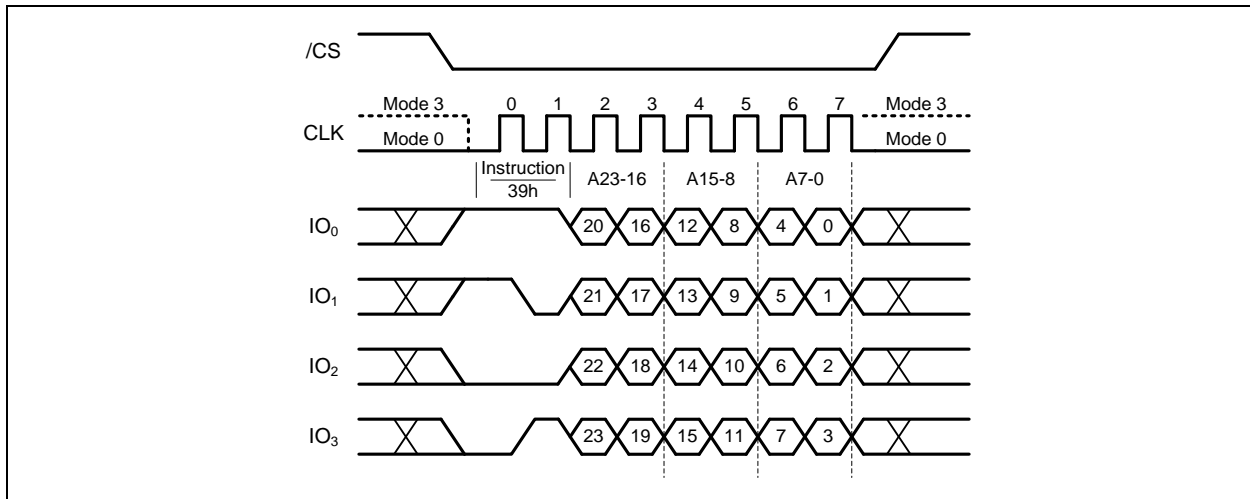 /CS
Mode 3 0 1 2 3 4 5 6 7 Mode 3
CLK
Mode 0 Mode 0
Instruction A23-16 A15-8 A7-0
39h
IO0 20 16 12 8 4 0
IO1 21 17 13 9 5 1
IO2 22 18 14 10 6 2
IO3 23 19 15 11 7 3